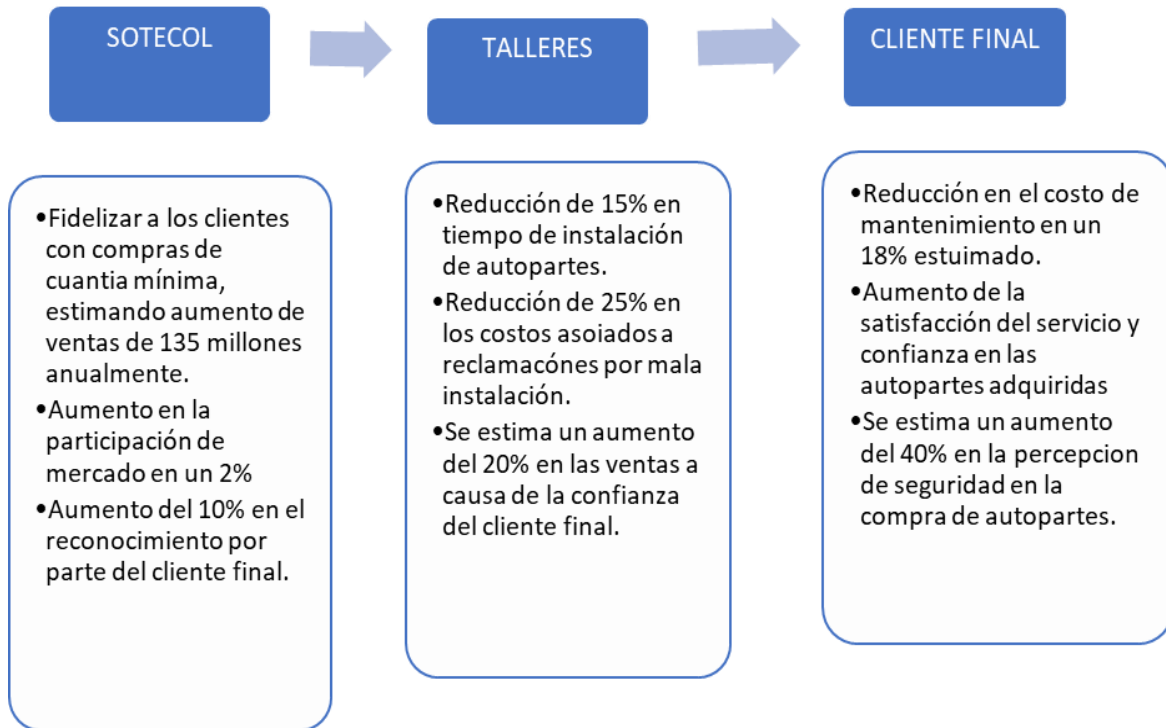 SOTECOL
TALLERES
CLIENTE FINAL
•Fidelizar a los clientes
con compras de
cuantia mínima,
estimando aumento de
ventas de 135 millones
anualmente.
•Aumento en la
participación de
mercado en un 2%
•Aumento del 10% en el
reconocimiento por
parte del cliente final.
•Reducción de 15% en
tiempo de instalación
de autopartes.
•Reducción de 25% en
los costos asoiados a
reclamacónes por mala
instalación.
•Se estima un aumento
del 20% en las ventas a
causa de la confianza
del cliente final.
•Reducción en el costo de
mantenimiento en un
18% estuimado.
•Aumento de la
satisfacción del servicio y
confianza en las
autopartes adquiridas
•Se estima un aumento
del 40% en la percepcion
de seguridad en la
compra de autopartes.